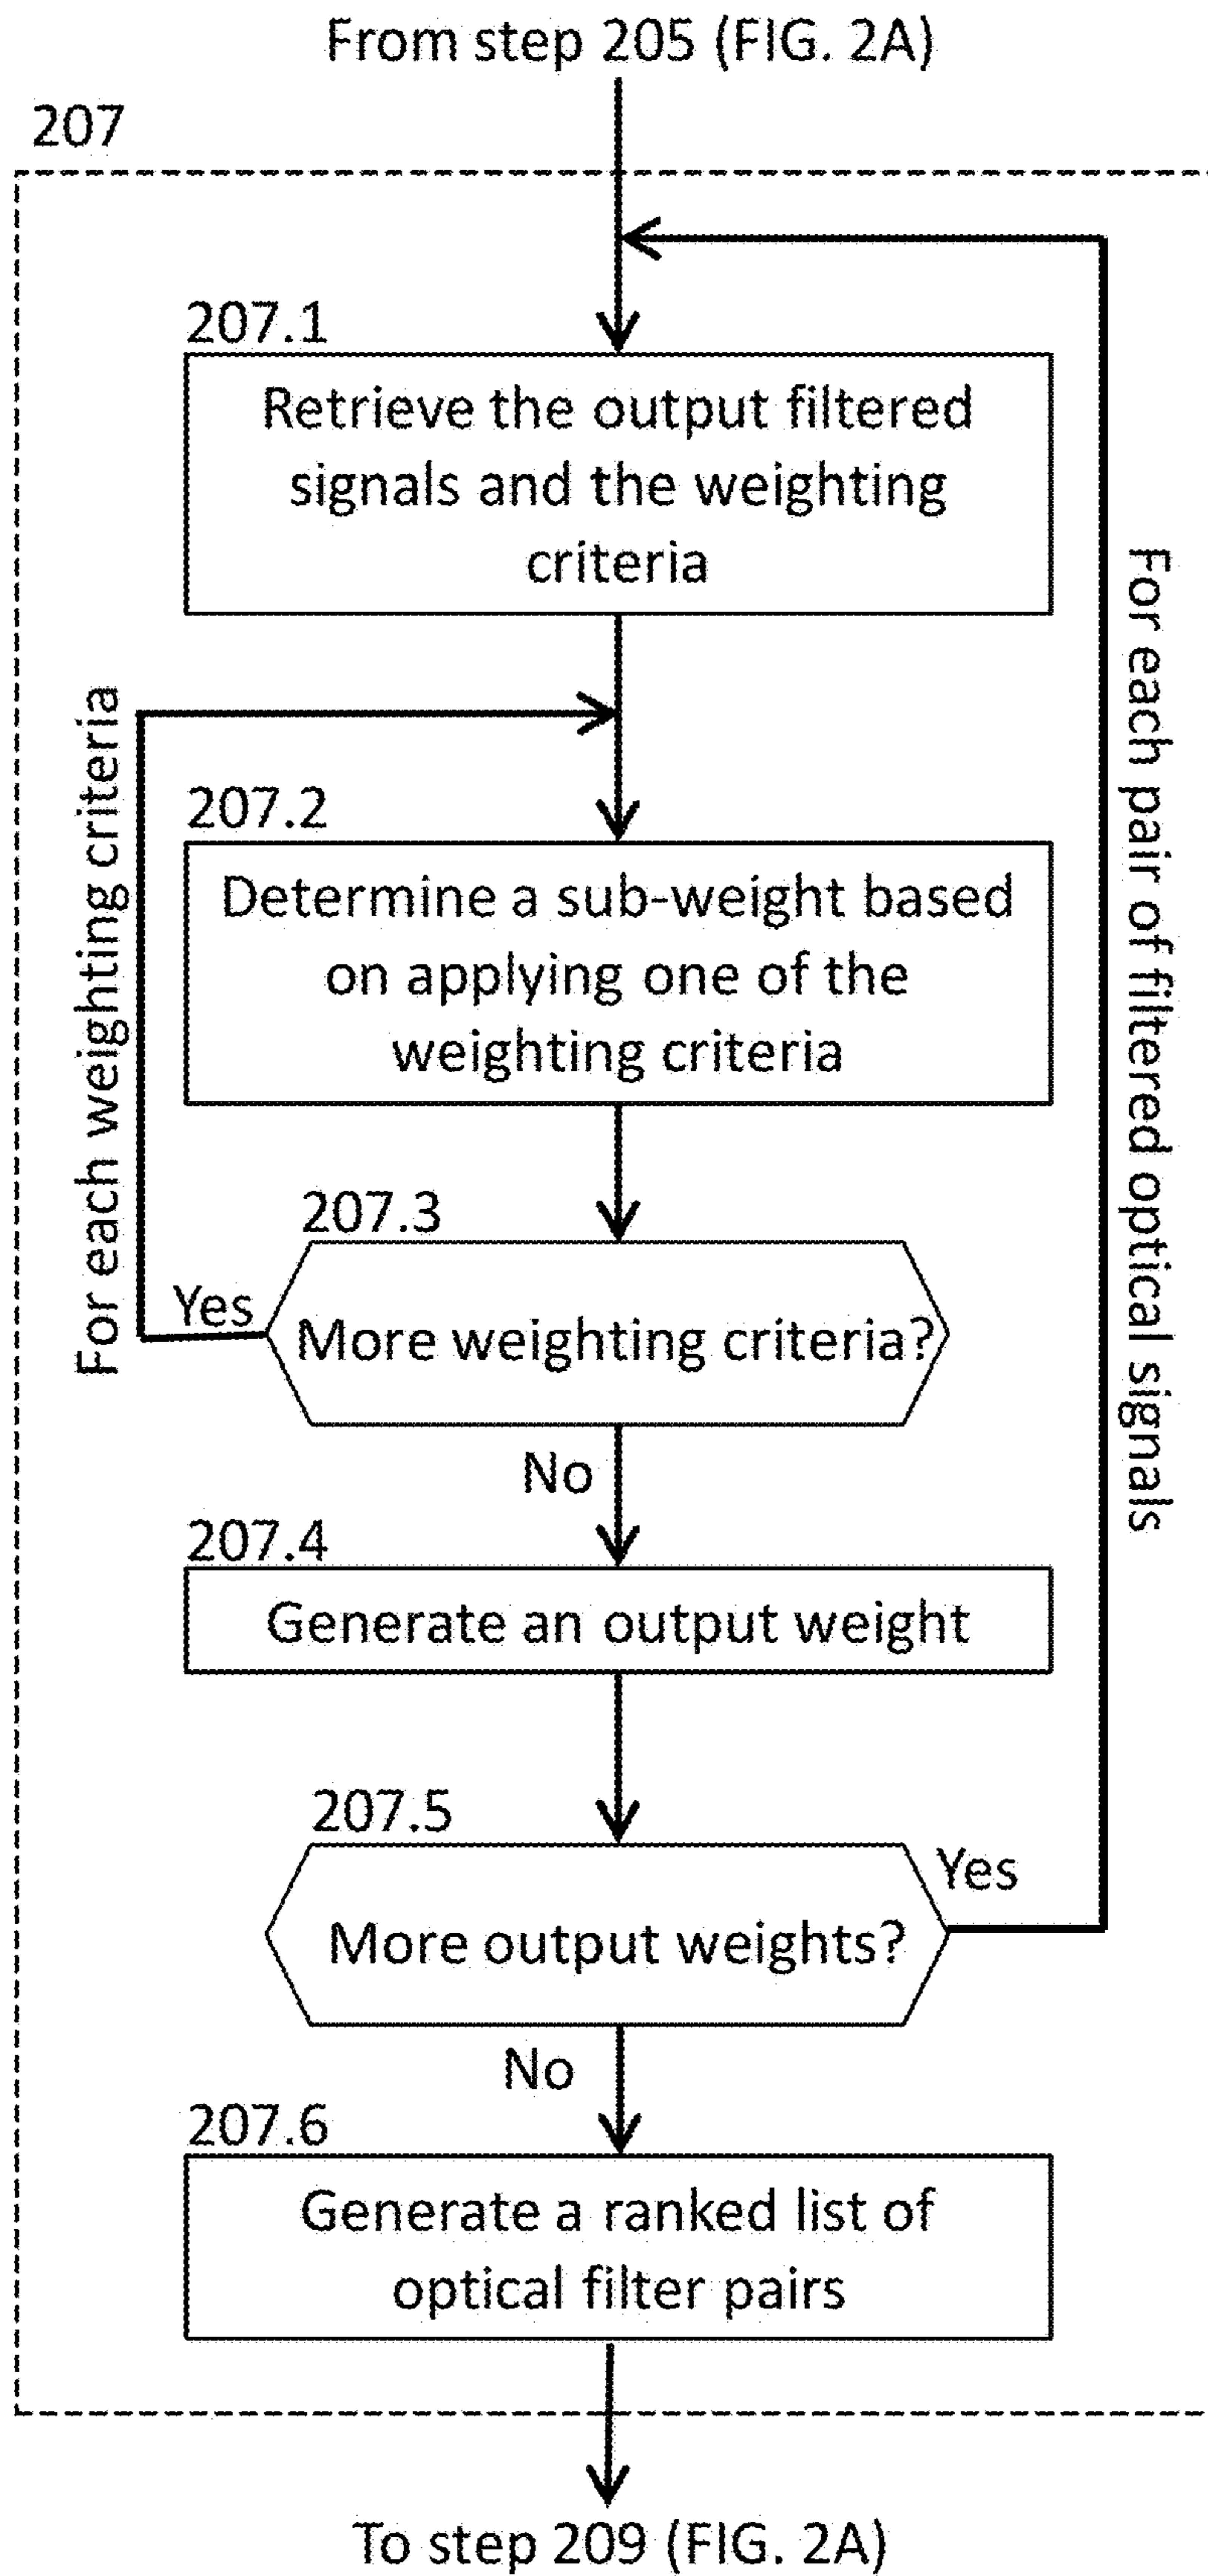 From step 205 (FIG. 2A)
207
207.1
Retrieve the output filtered
signals and the weighting
criteria
For each weighting criteria
For each pair of filtered optical signals
207.2
Determine a sub-weight based
on applying one of the
weighting criteria
207.3
Yes
More weighting criteria?
No
207.4
Generate an output weight
207.5
Yes
More output weights?
No
207.6
Generate a ranked list of
optical filter pairs
To step 209 (FIG. 2A)